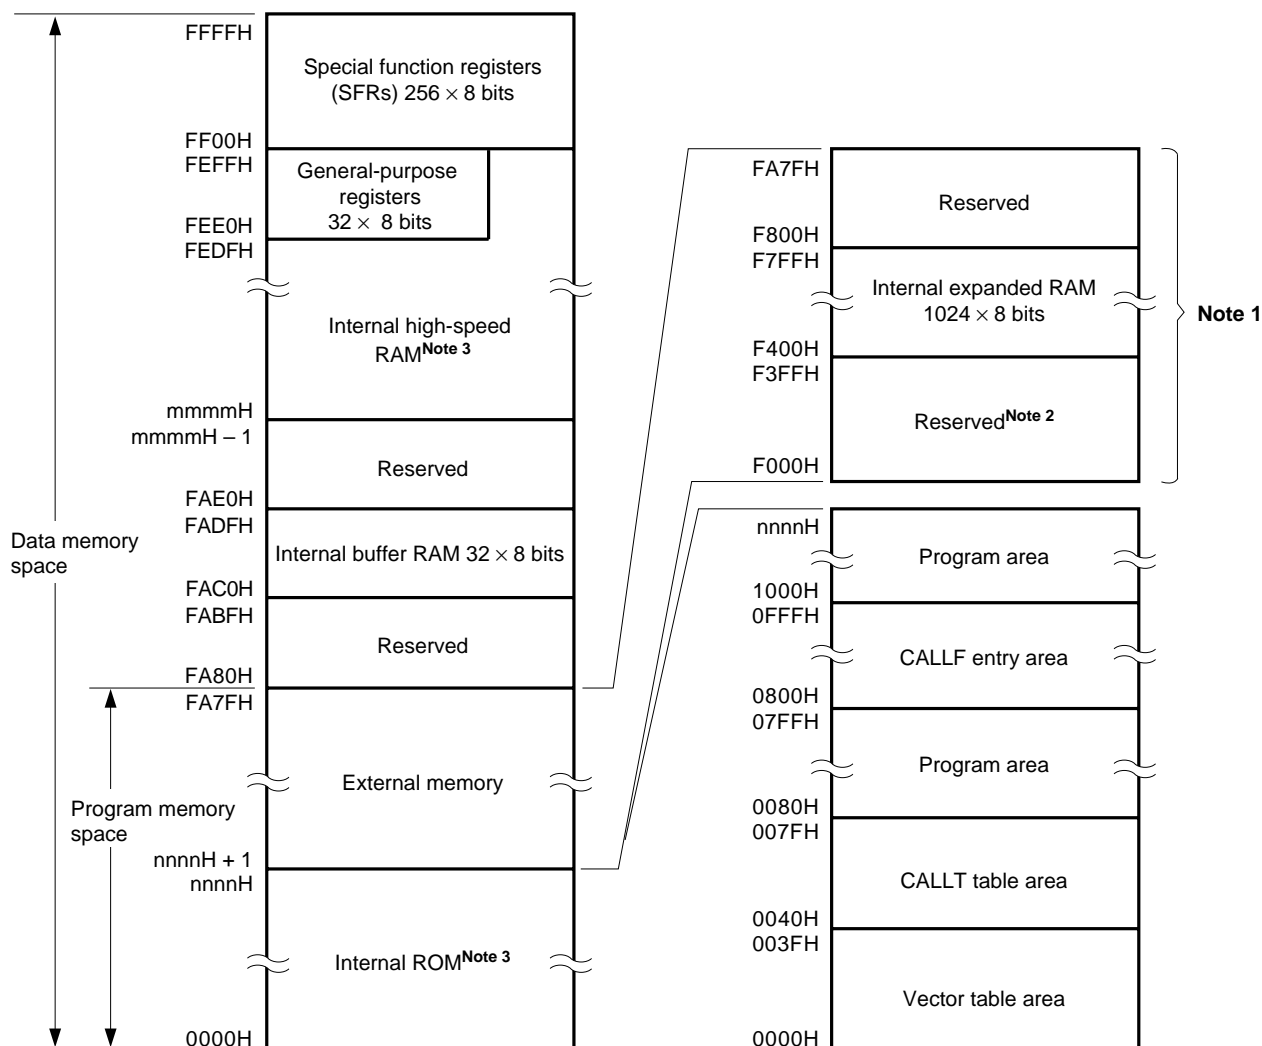 FFFFH
Special function registers
(SFRs) 256 × 8 bits
FF00H
FEFFH
General-purpose
registers
32 × 8 bits
FEE0H
FEDFH
Internal high-speed
RAMNote 3
mmmmH
mmmmH – 1
Reserved
FAE0H
FADFH
Data memory
space
Internal buffer RAM 32 × 8 bits
FAC0H
FABFH
Reserved
FA80H
FA7FH
External memory
Program memory
space
nnnnH + 1
nnnnH
Internal ROMNote 3
0000H
FA7FH
Reserved
F800H
F7FFH
Internal expanded RAM
1024 × 8 bits
Note 1
F400H
F3FFH
ReservedNote 2
F000H
nnnnH
Program area
1000H
0FFFH
CALLF entry area
0800H
07FFH
Program area
0080H
007FH
CALLT table area
0040H
003FH
Vector table area
0000H